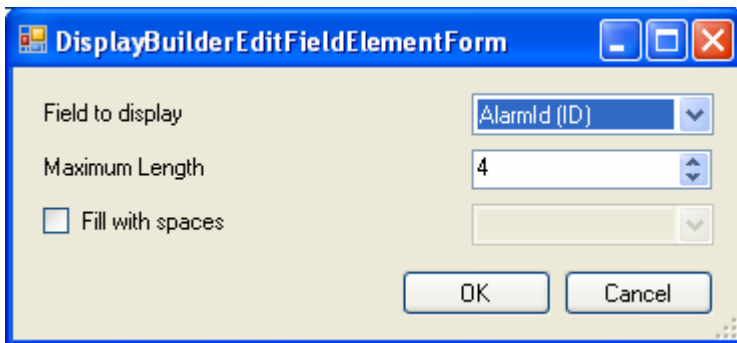 DisplayBuilderEditFieldElementForm
Field to display AlarmId (ID)
Maximum Length 4
Fill with spaces
OK Cancel